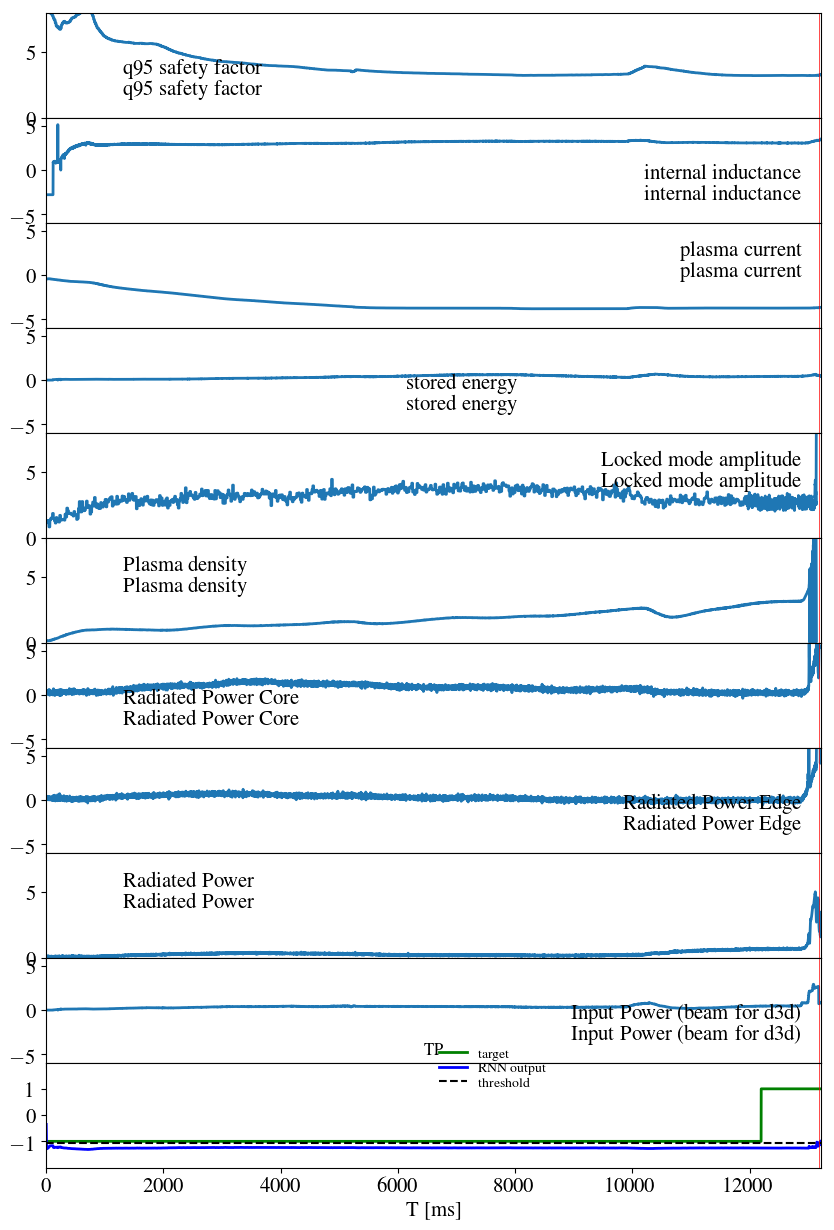 5
q95 safety factor
q95 safety factor
0
5
0
internal inductance
internal inductance
−5
5
plasma current
plasma current
0
−5
5
0
stored energy
stored energy
−5
Locked mode amplitude
5
Locked mode amplitude
0
Plasma density
5
Plasma density
0
5
0
Radiated Power Core
Radiated Power Core
−5
5
0
Radiated Power Edge
Radiated Power Edge
−5
Radiated Power
5
Radiated Power
0
5
0
Input Power (beam for d3d)
Input Power (beam for d3d)
−5
TP
target
RNN output
threshold
1
0
−1
0 2000 4000 6000 8000 10000 12000
T [ms]